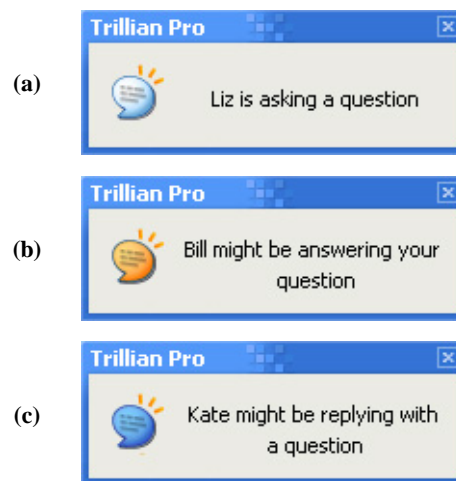 Trillian Pro
(a)
Liz is asking a question
Trillian Pro
(b)
Bill might be answering your
question
Trillian Pro
(c)
Kate might be replying with
a question